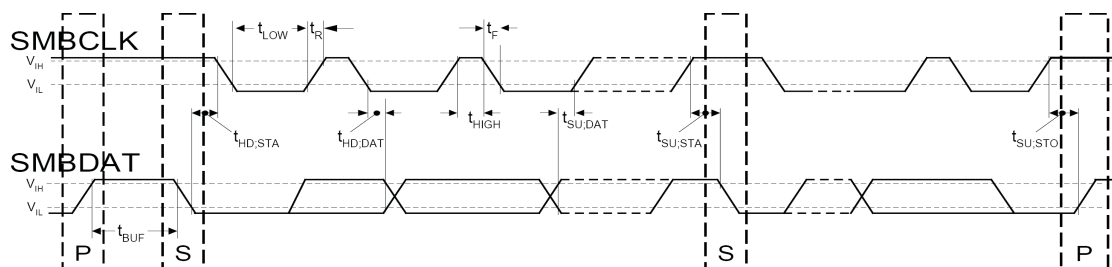 t_LOW t_R t_F
SMBCLK
V_IH
V_IL
t_HD;STA t_HD;DAT t_HIGH t_SU;DAT t_SU;STA t_SU;STO
SMBDAT
V_IH
V_IL
t_BUF
P S S P